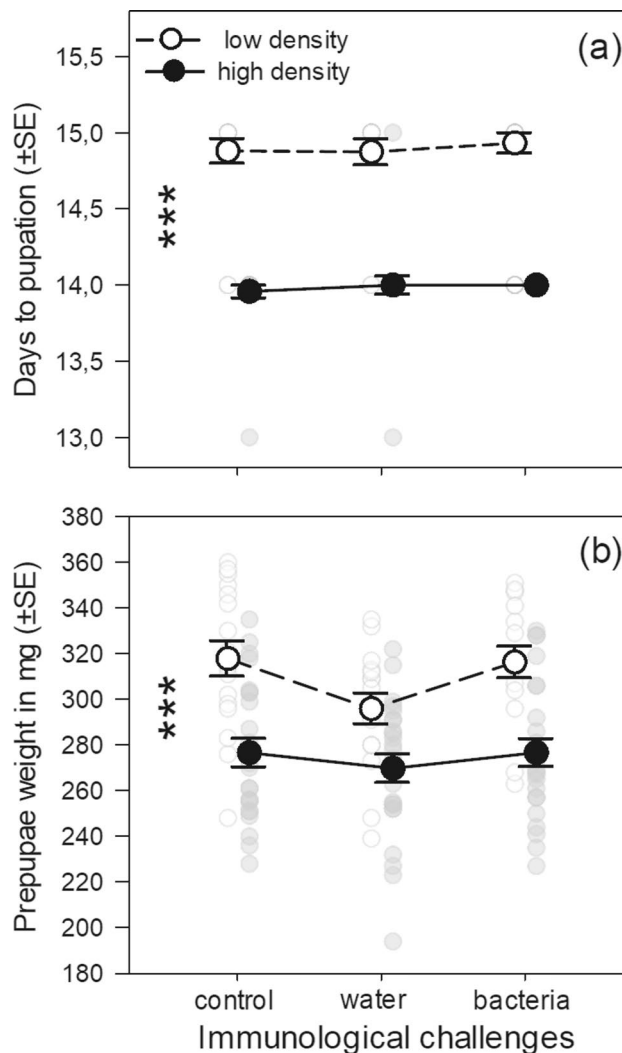 low density
high density
(a)
15,5
15,0
14,5
14,0
13,5
13,0
Days to pupation (±SE)
***
(b)
380
360
340
320
300
280
260
240
220
200
180
Prepupae weight in mg (±SE)
***
control water bacteria
Immunological challenges